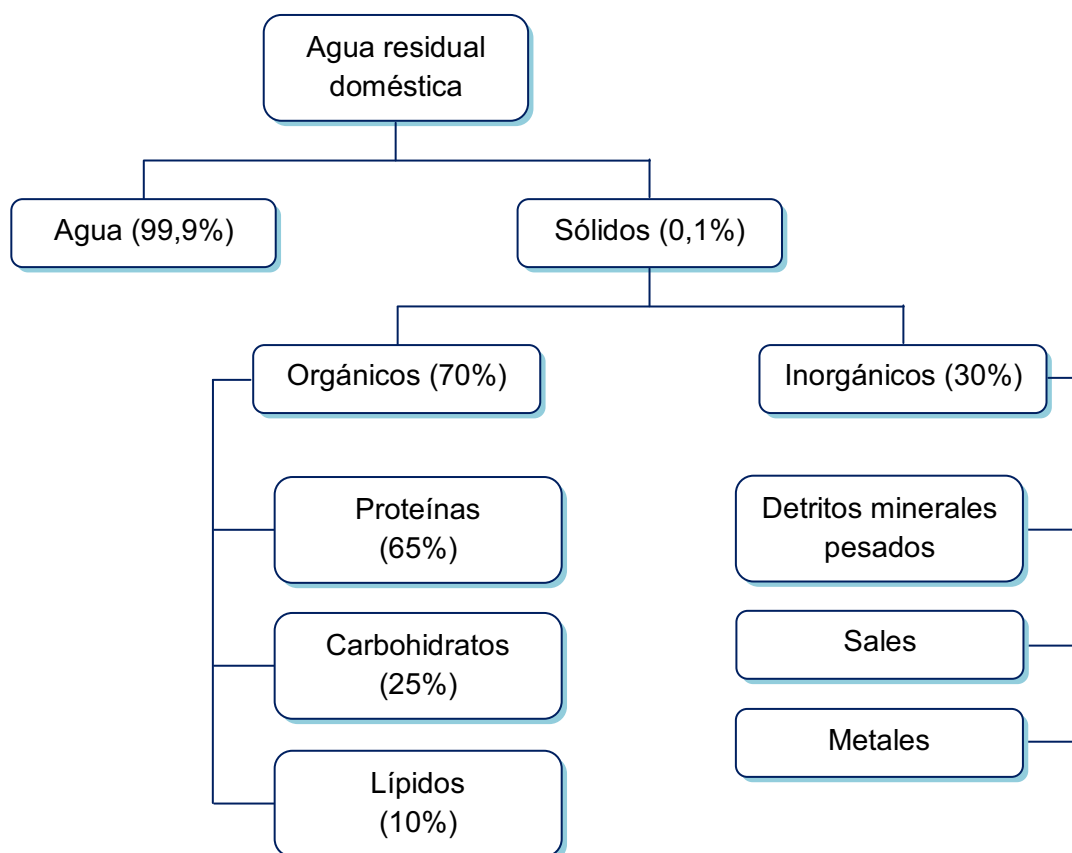 Agua residual
doméstica
Agua (99,9%)
Sólidos (0,1%)
Orgánicos (70%)
Inorgánicos (30%)
Proteínas
(65%)
Carbohidratos
(25%)
Lípidos
(10%)
Detritos minerales
pesados
Sales
Metales